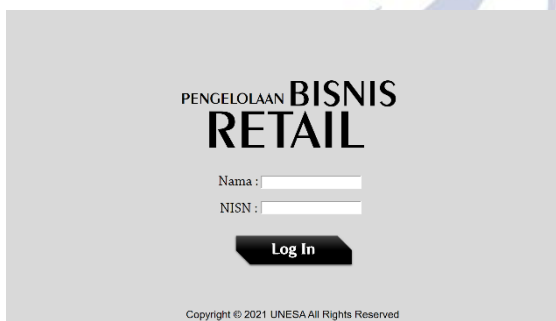 PENGELOLAAN BISNIS
RETAIL
Nama :
NISN :
Log In
Copyright © 2021 UNESA All Rights Reserved